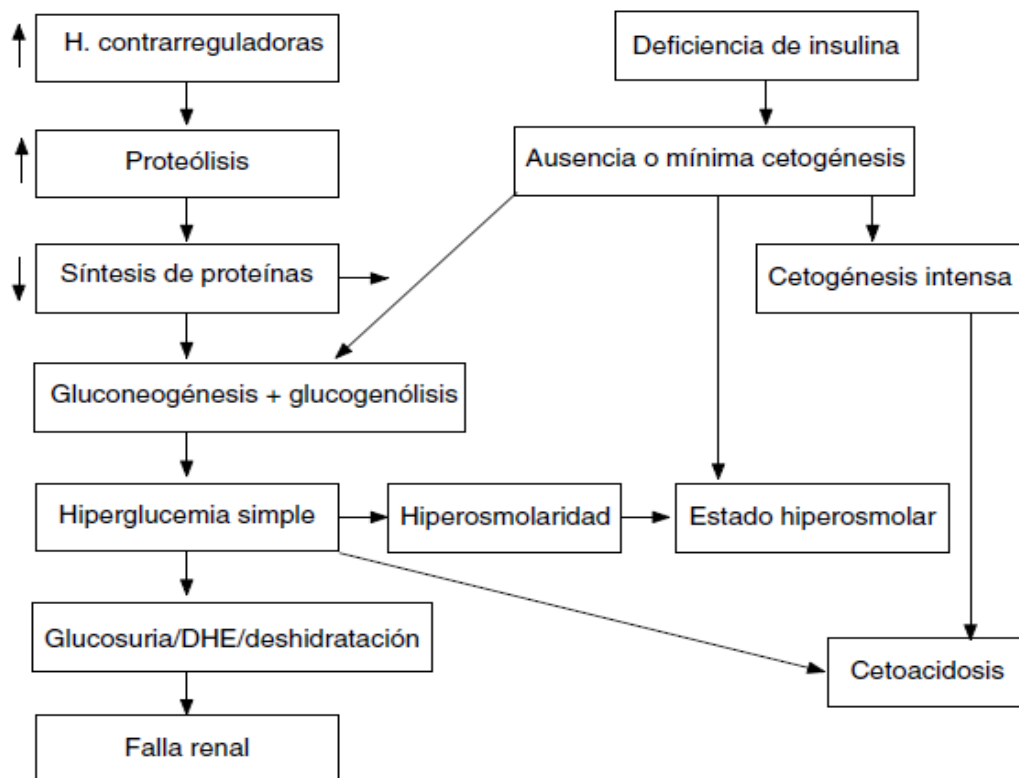 H. contrarreguladoras
Deficiencia de insulina
Proteólisis
Ausencia o mínima cetogénesis
Síntesis de proteínas
Cetogénesis intensa
Gluconeogénesis + glucogenólisis
Hiperglucemia simple
Hiperosmolaridad
Estado hiperosmolar
Glucosuria/DHE/deshidratación
Cetoacidosis
Falla renal